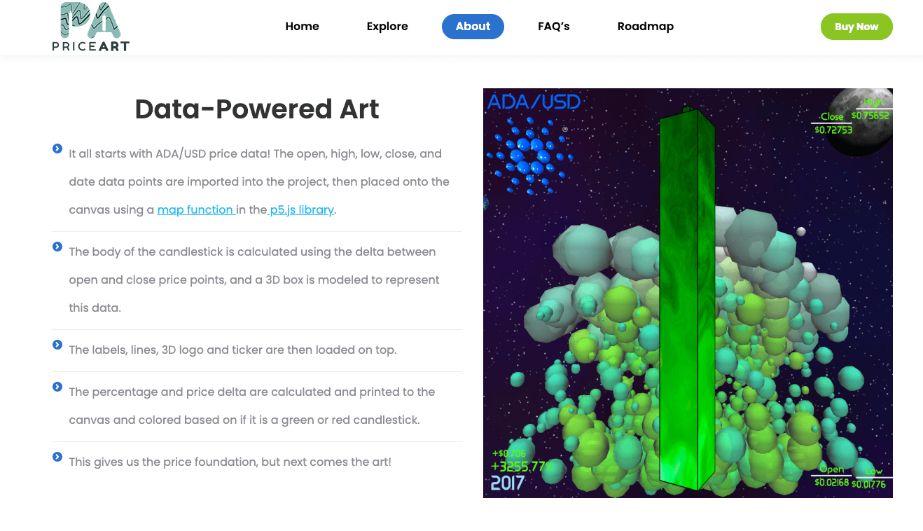 PA
PRICEART
Home
Explore
About
FAQ's
Roadmap
Buy Now
Data-Powered Art
It all starts with ADA/USD price data! The open, high, low, close, and
date data points are imported into the project, then placed onto the
canvas using a map function in the p5.js library.
The body of the candlestick is calculated using the delta between
open and close price points, and a 3D box is modeled to represent
this data.
The labels, lines, 3D logo and ticker are then loaded on top.
The percentage and price delta are calculated and printed to the
canvas and colored based on if it is a green or red candlestick.
This gives us the price foundation, but next comes the art!
ADA/USD
High
$0.75652
Close
$0.72753
+$0.706
+3255.77%
2017
Open
$0.02168
Low
$0.01776